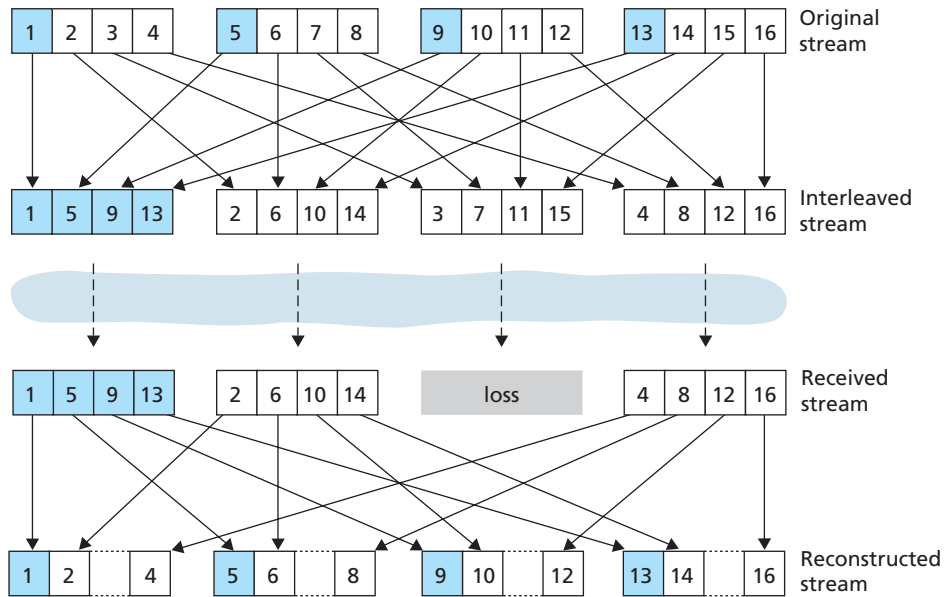 1 2 3 4 5 6 7 8 9 10 11 12 13 14 15 16 Original
stream
1 5 9 13 2 6 10 14 3 7 11 15 4 8 12 16 Interleaved
stream
1 5 9 13 2 6 10 14 loss 4 8 12 16 Received
stream
1 2 4 5 6 8 9 10 12 13 14 16 Reconstructed
stream